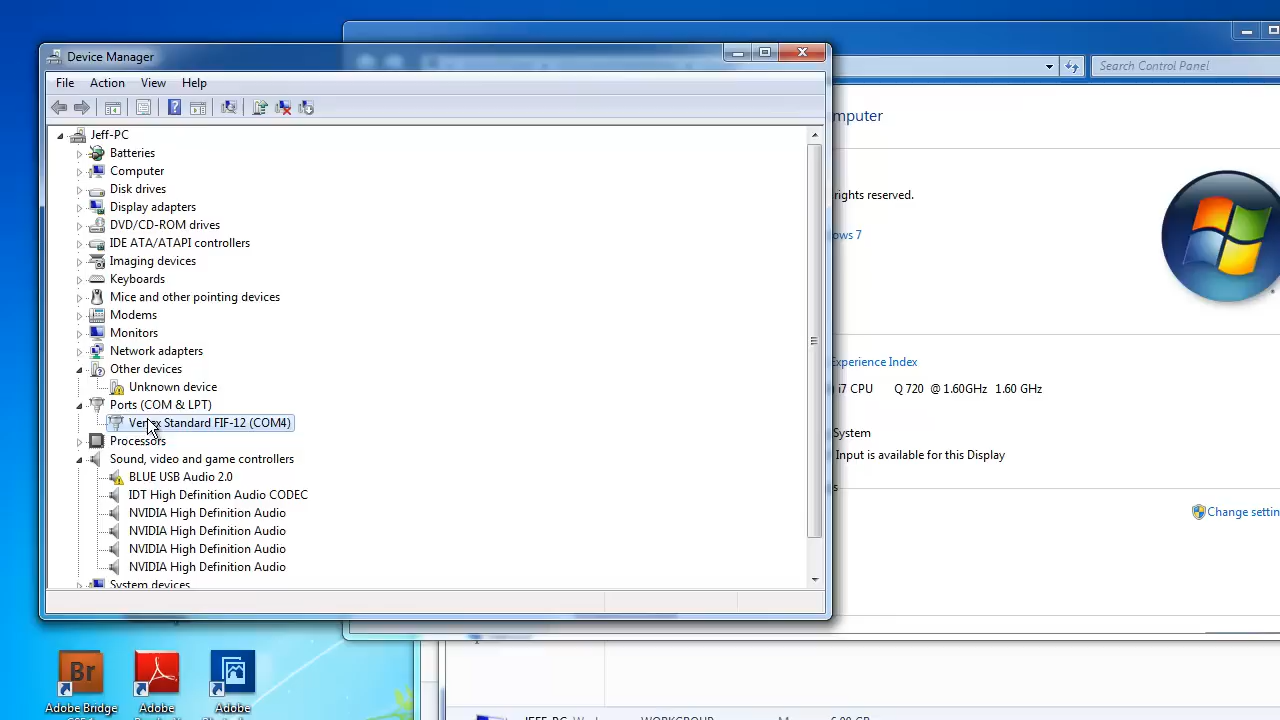 Device Manager
Search Control Panel
File Action View Help
mputer
Jeff-PC
Batteries
Computer
Disk drives
Display adapters
DVD/CD-ROM drives
IDE ATA/ATAPI controllers
Imaging devices
Keyboards
Mice and other pointing devices
Modems
Monitors
Network adapters
Other devices
Unknown device
Ports (COM & LPT)
Standard FIF-12 (COM4)
Processors
Sound, video and game controllers
BLUE USB Audio 2.0
IDT High Definition Audio CODEC
NVIDIA High Definition Audio
NVIDIA High Definition Audio
NVIDIA High Definition Audio
NVIDIA High Definition Audio
System devices
rights reserved.
ows 7
Experience Index
i7 CPU Q 720 @ 1.60GHz 1.60 GHz
System
Input is available for this Display
s
Change settin
Br
Adobe Bridge
Adobe
Adobe
JEFF-PC
WORKGROUP